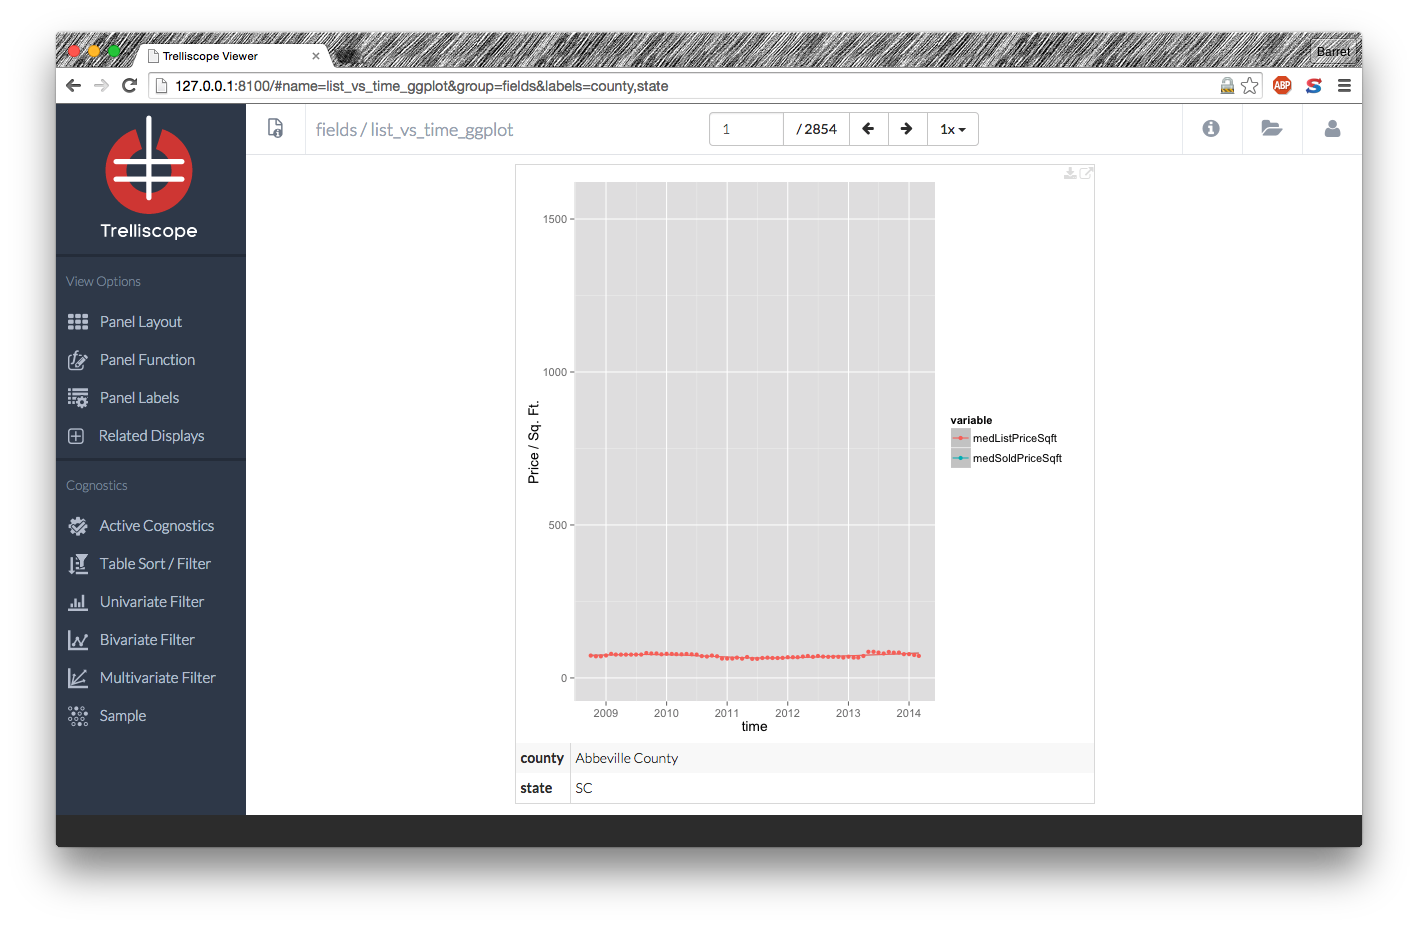 Trelliscope Viewer
Barret
127.0.0.1:8100/#name=list_vs_time_ggplot&group=fields&labels=county,state
ABP
fields / list_vs_time_ggplot
1
/ 2854
1x
Trelliscope
View Options
Panel Layout
Panel Function
Panel Labels
Related Displays
Cognostics
Active Cognostics
Table Sort / Filter
Univariate Filter
Bivariate Filter
Multivariate Filter
Sample
1500
1000
500
0
Price / Sq. Ft.
2009 2010 2011 2012 2013 2014
time
variable
medListPriceSqft
medSoldPriceSqft
county Abbeville County
state SC